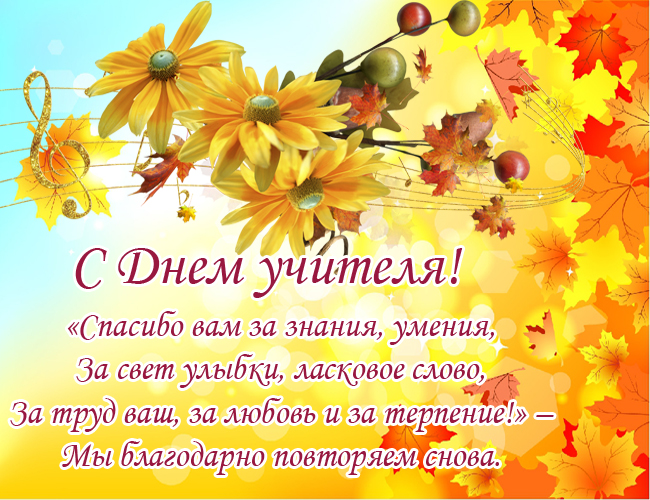 С Днем учителя!
«Спасибо вам за знания, умения,
За свет улыбки, ласковое слово,
За труд ваш, за любовь и за терпение!» –
Мы благодарно повторяем снова.